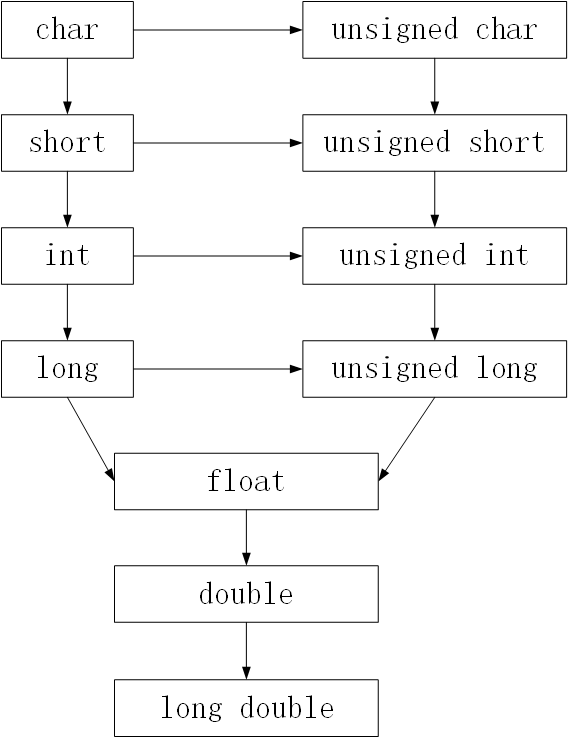 char
unsigned char
short
unsigned short
int
unsigned int
long
unsigned long
float
double
long double